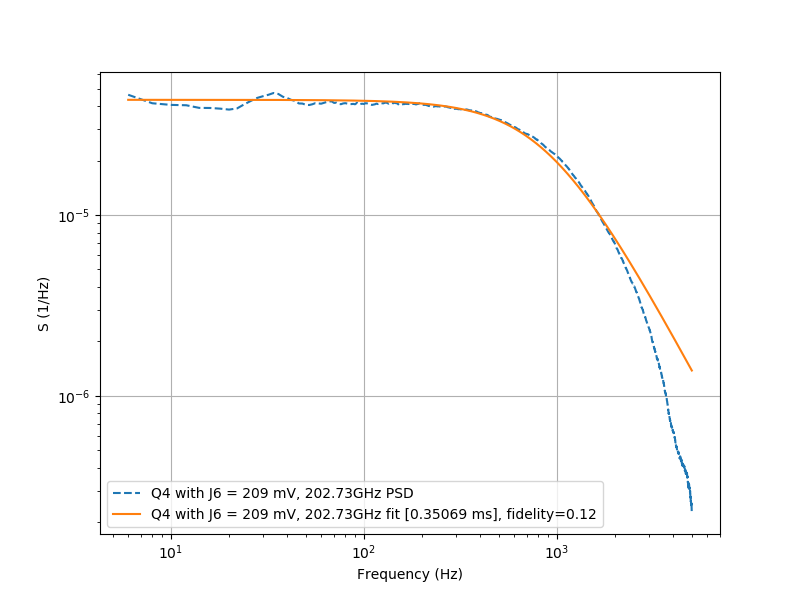 10⁻⁵
10⁻⁶
S (1/Hz)
Q4 with J6 = 209 mV, 202.73GHz PSD
Q4 with J6 = 209 mV, 202.73GHz fit [0.35069 ms], fidelity=0.12
10¹ 10² 10³
Frequency (Hz)